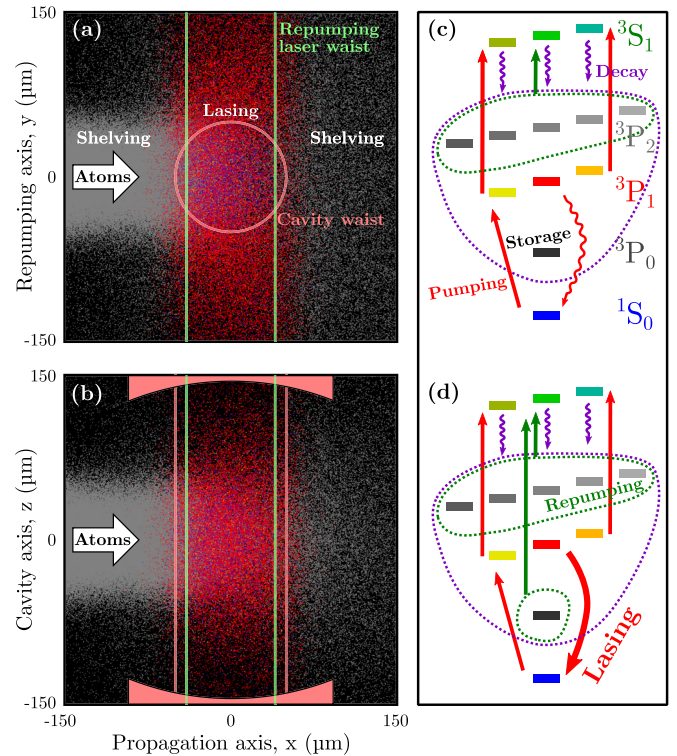 (a)
Repumping
laser waist
Lasing
Shelving
Shelving
Atoms
Cavity waist
Repumping axis, y (µm)
150
0
-150
(b)
Atoms
Cavity axis, z (µm)
150
0
-150
-150
0
150
Propagation axis, x (µm)
(c)
³S₁
Decay
³P₂
³P₁
Storage
³P₀
Pumping
¹S₀
(d)
Repumping
Lasing